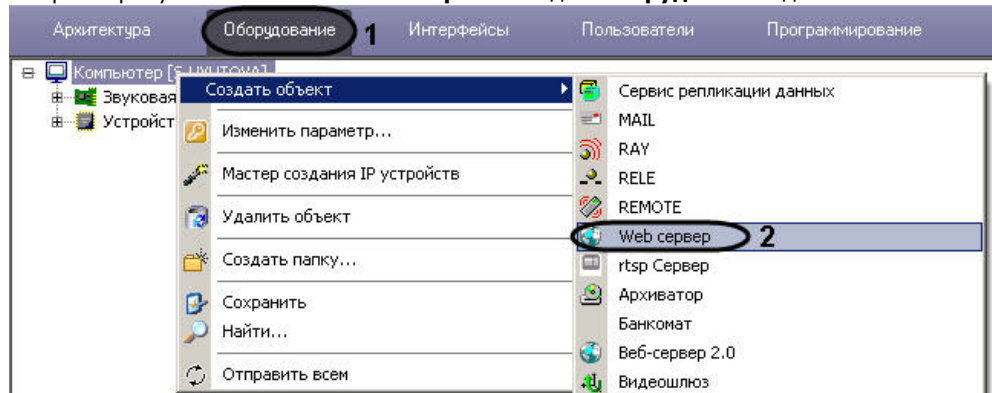 Архитектура Оборудование 1 Интерфейсы Пользователи Программирование
Компьютер
Звуковая
Устройст
Создать объект
Изменить параметр...
Мастер создания IP устройств
Удалить объект
Создать папку...
Сохранить
Найти...
Отправить всем
Сервис репликации данных
MAIL
RAY
RELE
REMOTE
Web сервер 2
rtsp Сервер
Архиватор
Банкомат
Веб-сервер 2.0
Видеошлюз